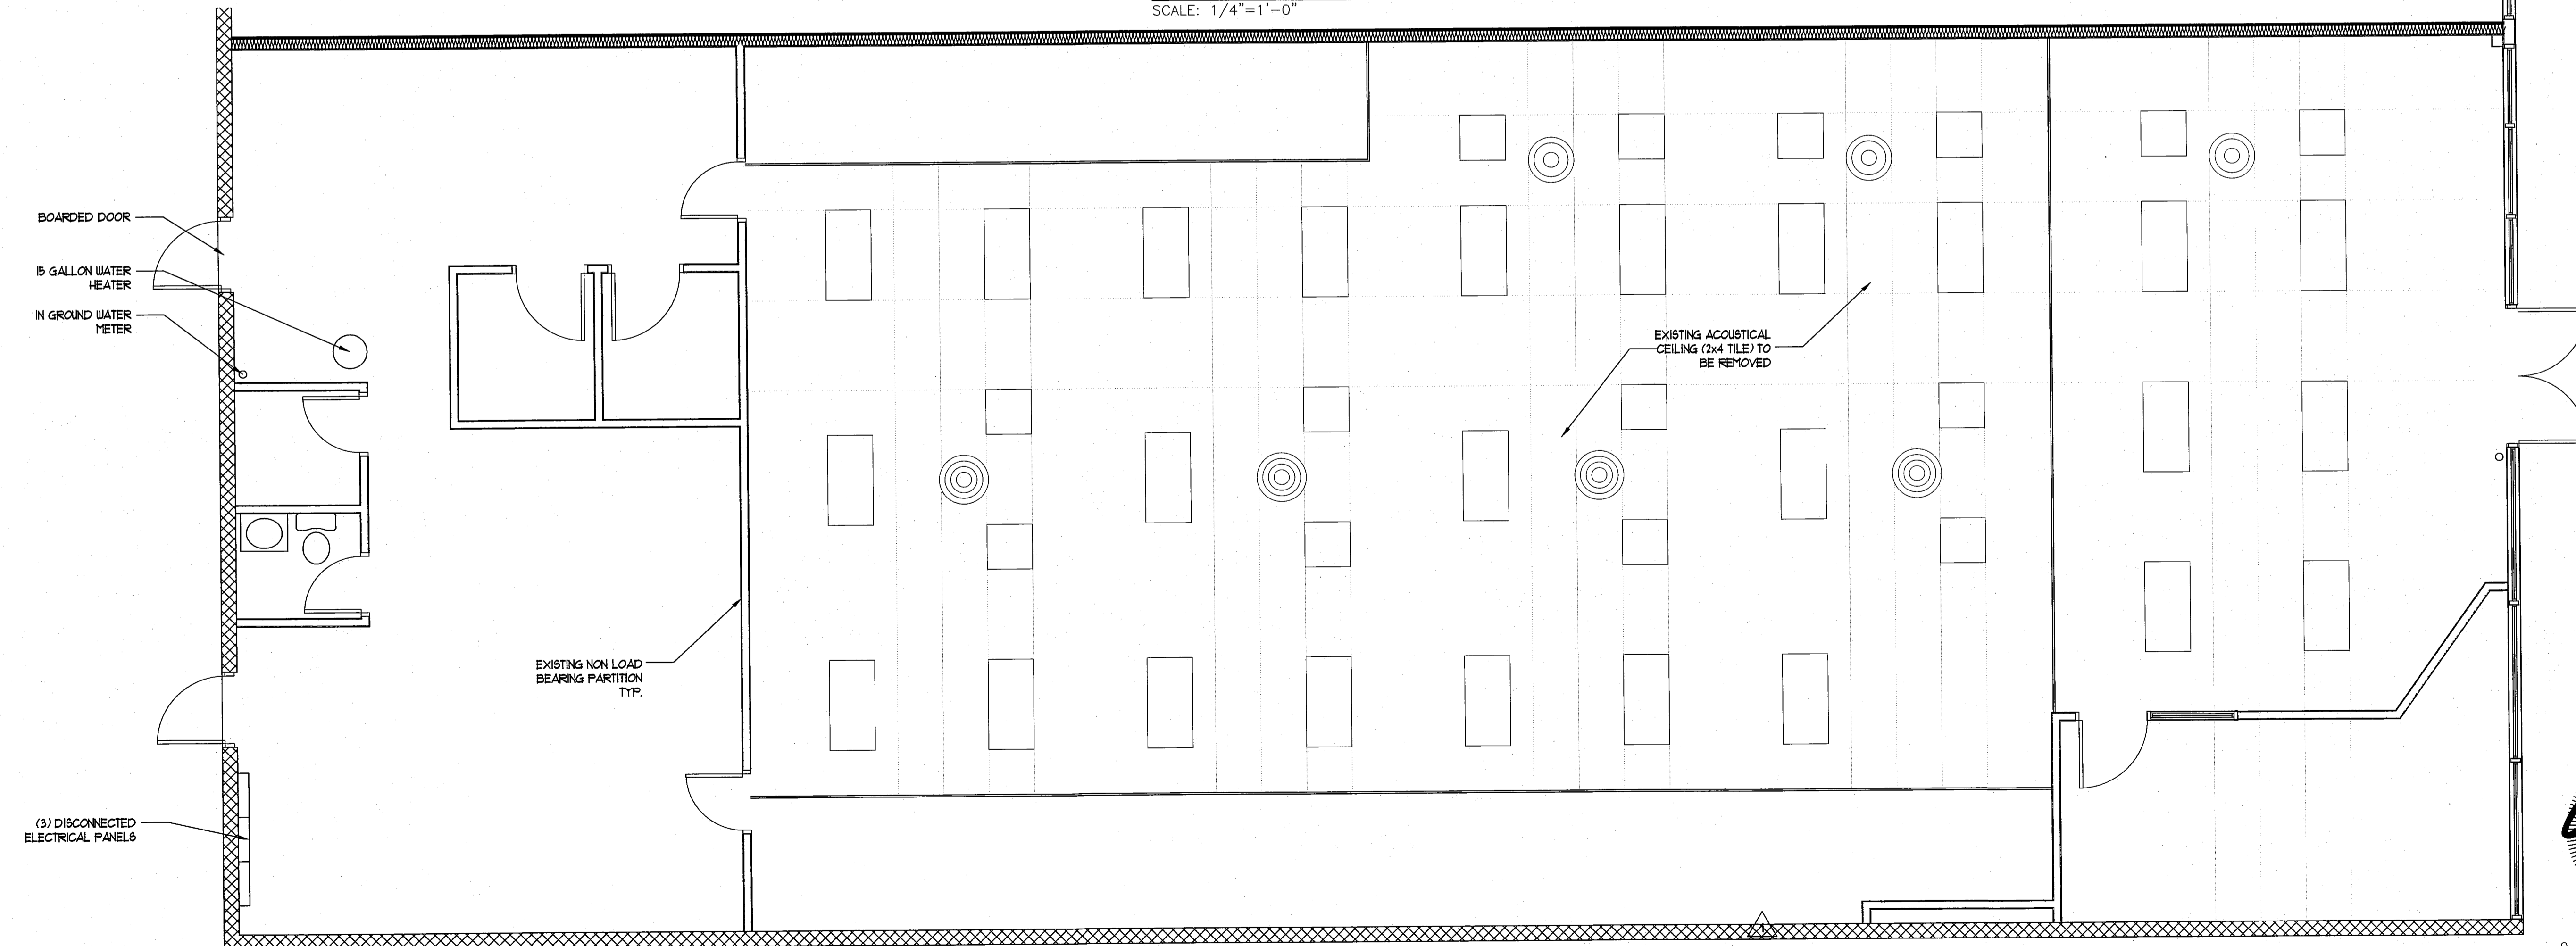 SCALE: 1/4"=1'-0"
BOARDED DOOR
15 GALLON WATER
HEATER
IN GROUND WATER
METER
EXISTING ACOUSTICAL
CEILING (2x4 TILE) TO
BE REMOVED
EXISTING NON LOAD
BEARING PARTITION
TYP.
(3) DISCONNECTED
ELECTRICAL PANELS